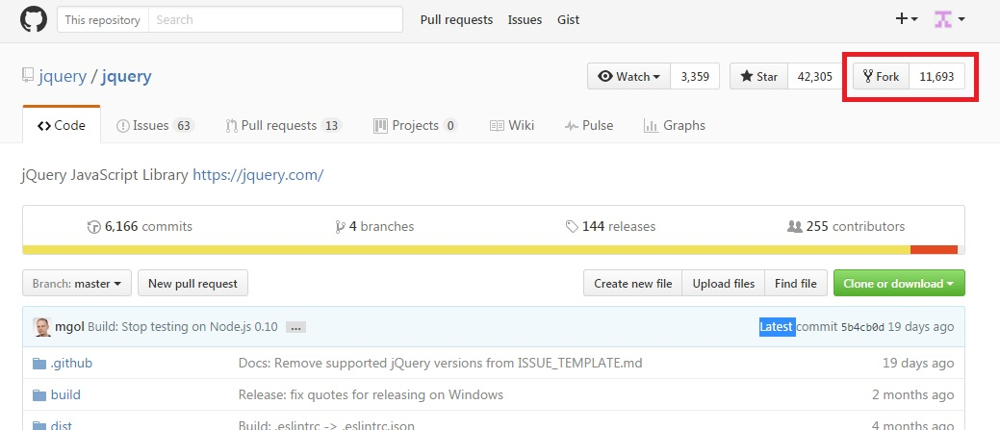 This repository Search Pull requests Issues Gist
jquery / jquery Watch 3,359 Star 42,305 Fork 11,693
Code Issues 63 Pull requests 13 Projects 0 Wiki Pulse Graphs
jQuery JavaScript Library https://jquery.com/
6,166 commits 4 branches 144 releases 255 contributors
Branch: master New pull request Create new file Upload files Find file Clone or download
mgol Build: Stop testing on Node.js 0.10 ... Latest commit 5b4cb0d 19 days ago
.github Docs: Remove supported jQuery versions from ISSUE_TEMPLATE.md 19 days ago
build Release: fix quotes for releasing on Windows 2 months ago
dist Build: .eslintrc -> .eslintrc.json 4 months ago